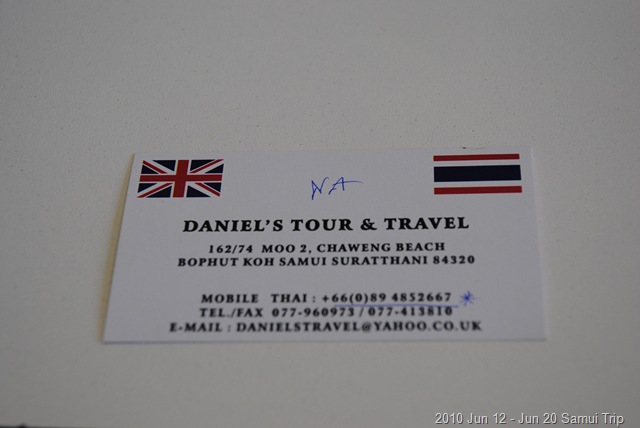 NA
DANIEL'S TOUR & TRAVEL
162/74 MOO 2, CHAWENG BEACH
BOPHUT KOH SAMUI SURATTHANI 84320
MOBILE THAI : +66(0)89 4852667 *
TEL./FAX 077-960973 / 077-413810
E-MAIL : DANIELSTRAVEL@YAHOO.CO.UK
2010 Jun 12 - Jun 20 Samui Trip